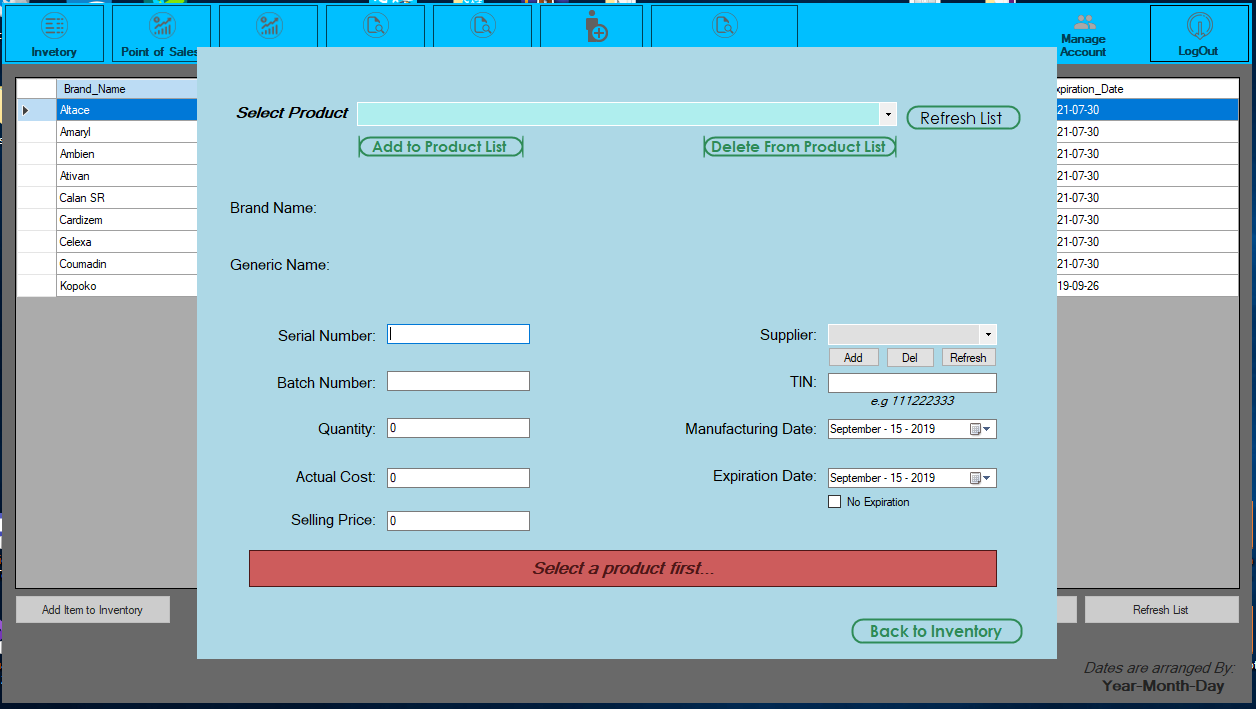 Invetory
Point of Sales
Manage
Account
LogOut
Brand_Name
xpiration_Date
Altace
21-07-30
Amaryl
21-07-30
Ambien
21-07-30
Ativan
21-07-30
Calan SR
21-07-30
Cardizem
21-07-30
Celexa
21-07-30
Coumadin
21-07-30
Kopoko
19-09-26
Select Product
Refresh List
Add to Product List
Delete From Product List
Brand Name:
Generic Name:
Serial Number:
Supplier:
Add
Del
Refresh
Batch Number:
TIN:
e.g 111222333
Quantity: 0
Manufacturing Date: September - 15 - 2019
Actual Cost: 0
Expiration Date: September - 15 - 2019
No Expiration
Selling Price: 0
Select a product first...
Add Item to Inventory
Refresh List
Back to Inventory
Dates are arranged By:
Year-Month-Day